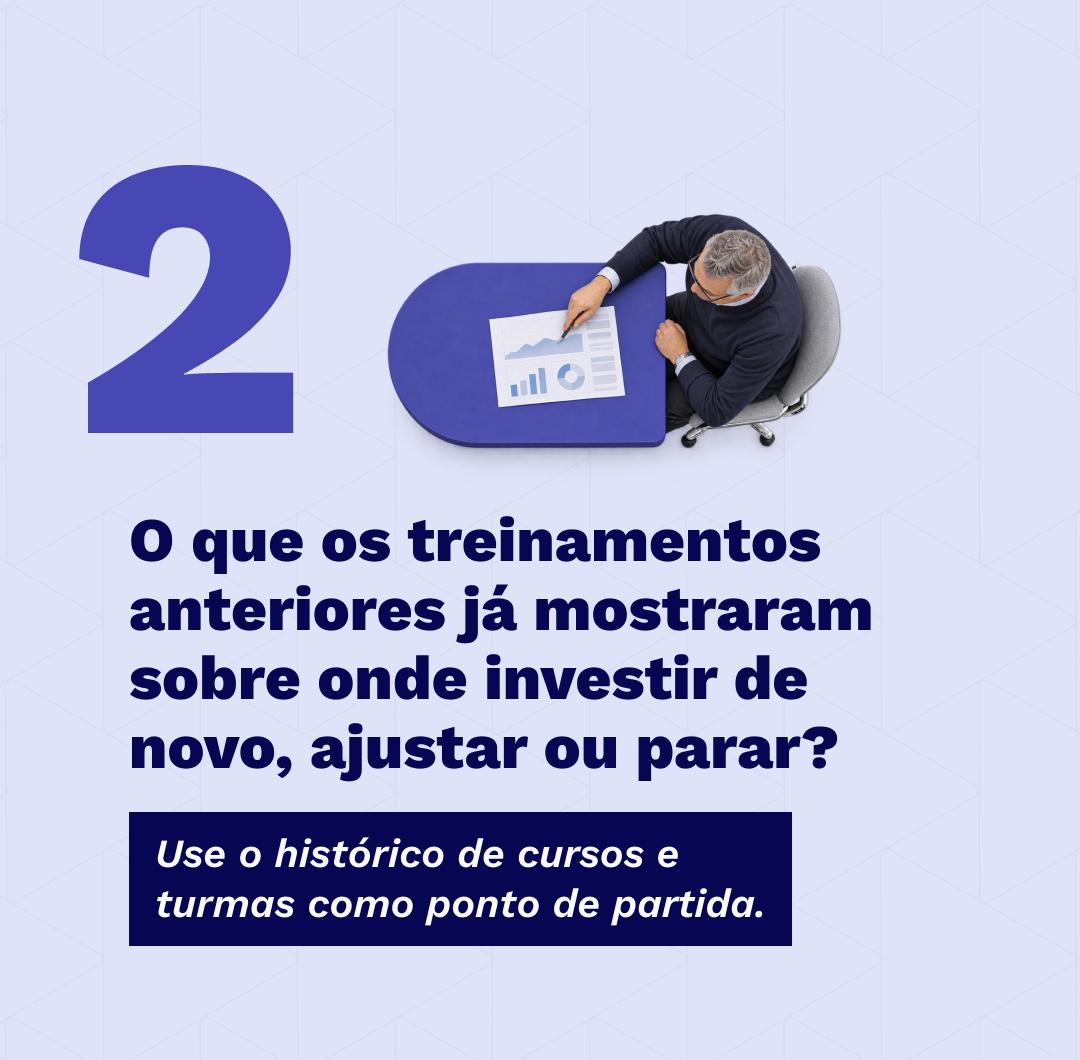 2
O que os treinamentos
anteriores já mostraram
sobre onde investir de
novo, ajustar ou parar?
Use o histórico de cursos e
turmas como ponto de partida.